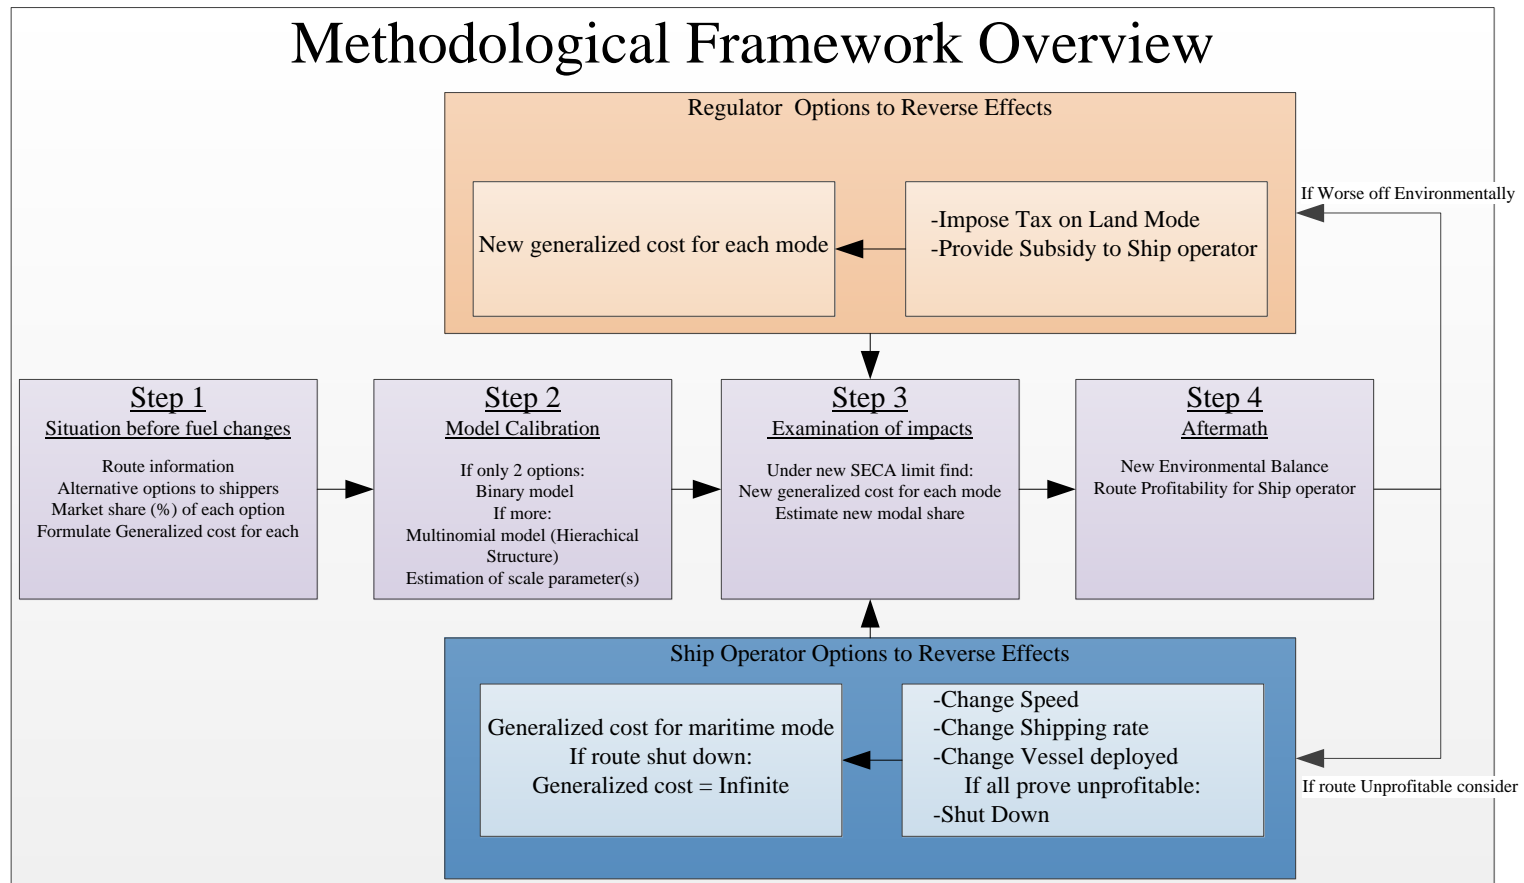 Methodological Framework Overview
Regulator  Options to Reverse Effects
New generalized cost for each mode
-Impose Tax on Land Mode
-Provide Subsidy to Ship operator
If Worse off Environmentally
Step 1
Situation before fuel changes
Route information
Alternative options to shippers
Market share (%) of each option
Formulate Generalized cost for each
Step 2
Model Calibration
If only 2 options:
Binary model
If more:
Multinomial model (Hierachical
Structure)
Estimation of scale parameter(s)
Step 3
Examination of impacts
Under new SECA limit find:
New generalized cost for each mode
Estimate new modal share
Step 4
Aftermath
New Environmental Balance
Route Profitability for Ship operator
Ship Operator Options to Reverse Effects
Generalized cost for maritime mode
If route shut down:
Generalized cost = Infinite
-Change Speed
-Change Shipping rate
-Change Vessel deployed
If all prove unprofitable:
-Shut Down
If route Unprofitable consider